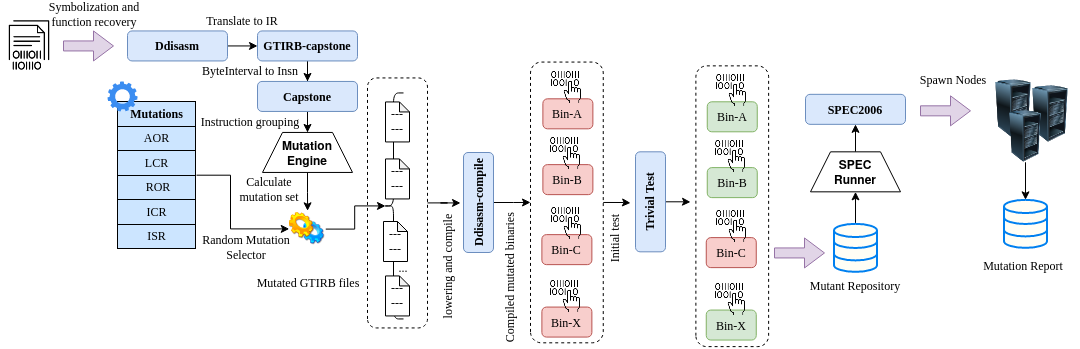 Symbolization and
function recovery
01110111
10110
Ddisasm
Translate to IR
GTIRB-capstone
ByteInterval to Insn
Capstone
Instruction grouping
Mutation
Engine
Calculate
mutation set
Mutations
AOR
LCR
ROR
ICR
ISR
Random Mutation
Selector
Mutated GTIRB files
...
lowering and compile
Ddisasm-compile
Compiled mutated binaries
Bin-A
Bin-B
Bin-C
Bin-X
Initial test
Trivial Test
Bin-A
Bin-B
Bin-C
Bin-X
Mutant Repository
SPEC
Runner
SPEC2006
Spawn Nodes
Mutation Report